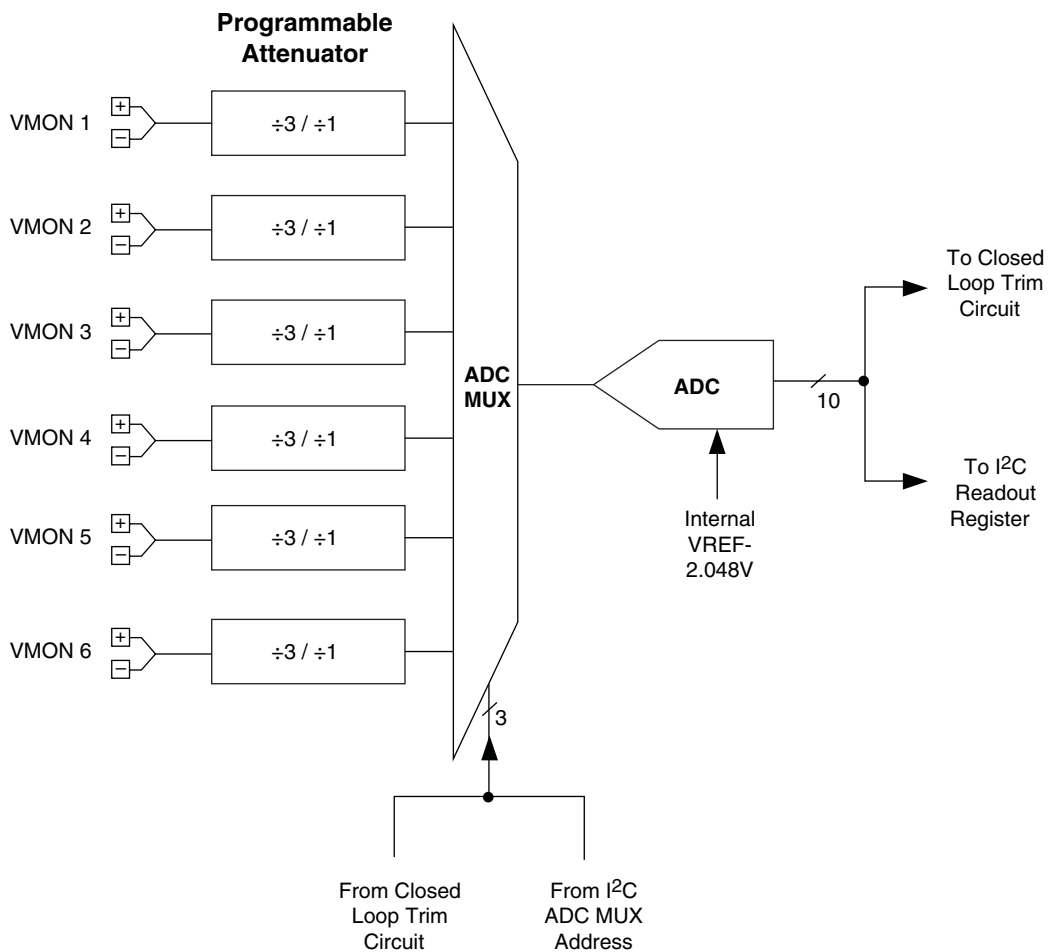 Programmable
Attenuator
VMON 1
+
−
÷3 / ÷1
VMON 2
+
−
÷3 / ÷1
VMON 3
+
−
÷3 / ÷1
VMON 4
+
−
÷3 / ÷1
VMON 5
+
−
÷3 / ÷1
VMON 6
+
−
÷3 / ÷1
ADC
MUX
3
ADC
10
Internal
VREF-
2.048V
To Closed
Loop Trim
Circuit
To I²C
Readout
Register
From Closed
Loop Trim
Circuit
From I²C
ADC MUX
Address